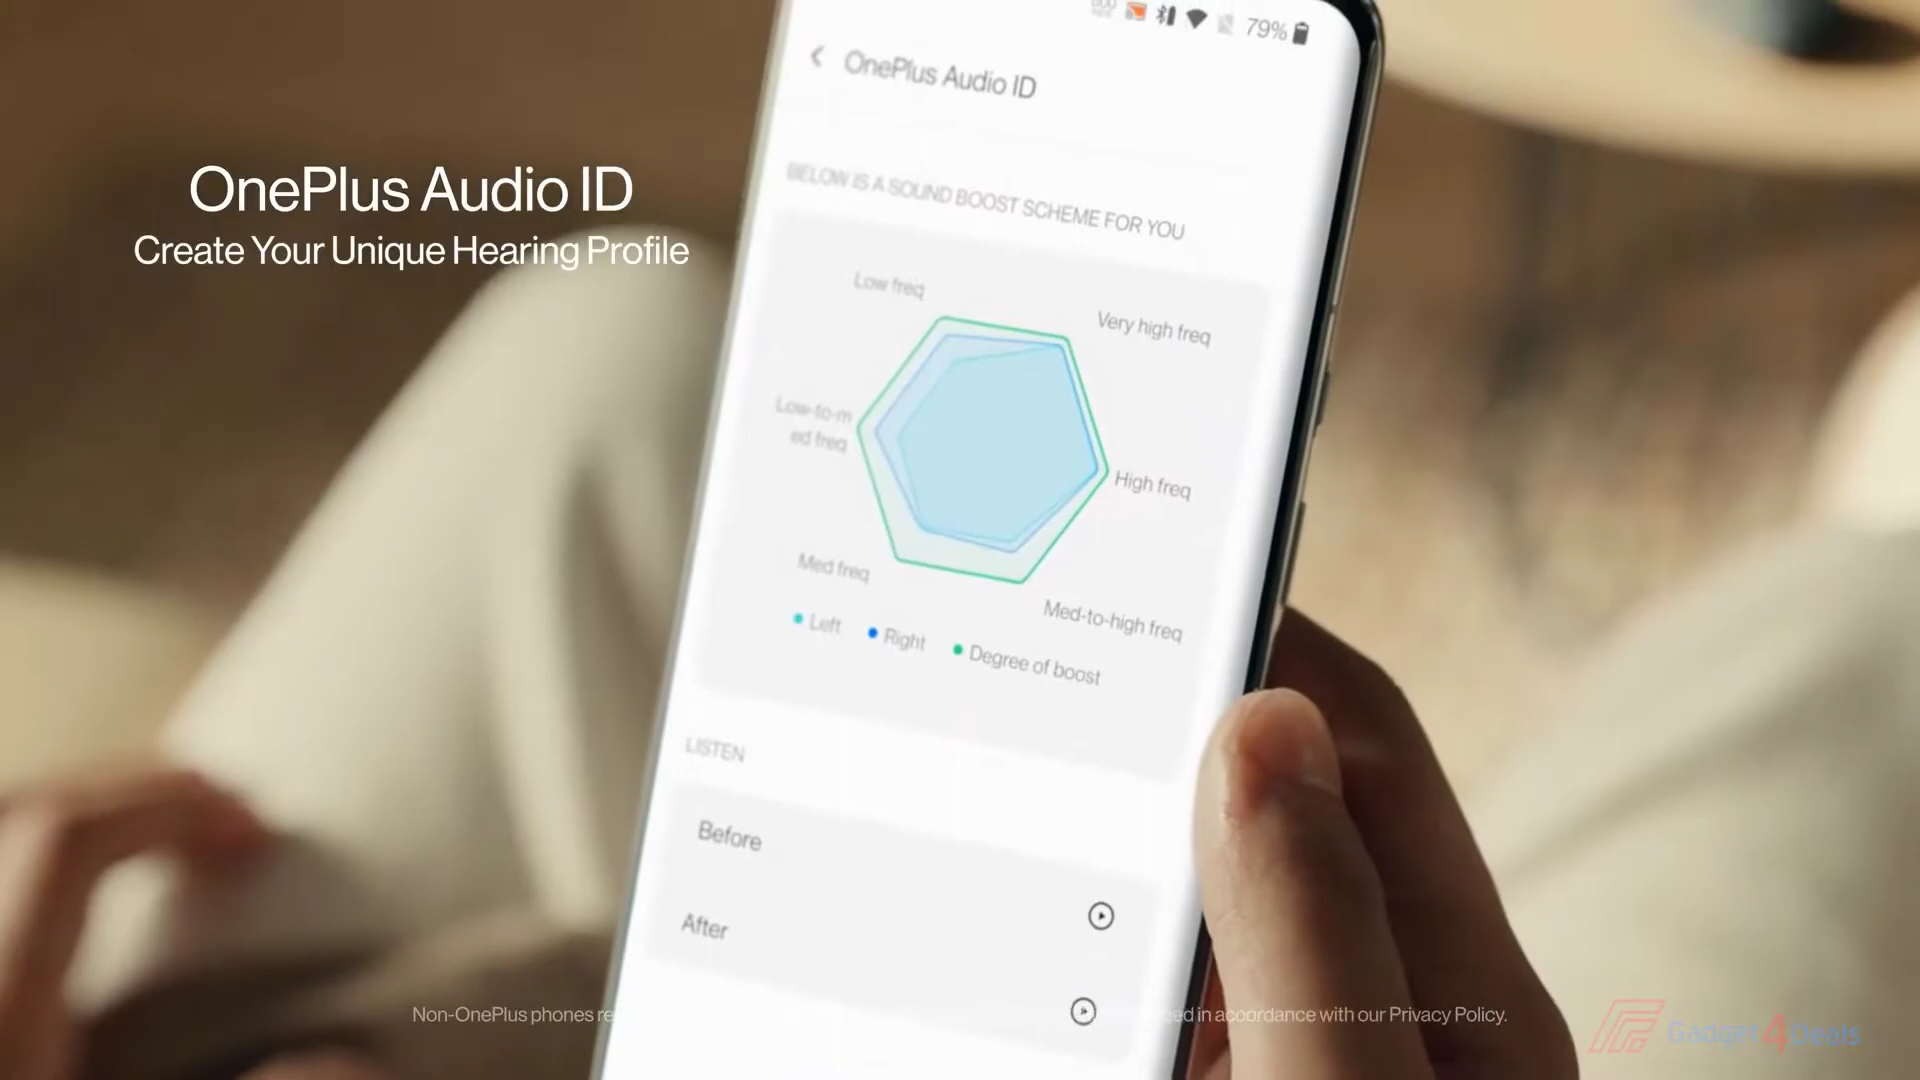 79%
OnePlus Audio ID
OnePlus Audio ID
Create Your Unique Hearing Profile
BELOW IS A SOUND BOOST SCHEME FOR YOU
Low freq
Very high freq
Low-to-m
ed freq
High freq
Med freq
Med-to-high freq
Left
Right
Degree of boost
LISTEN
Before
After
Non-OnePlus phones
in accordance with our Privacy Policy.
Gadget4Deals